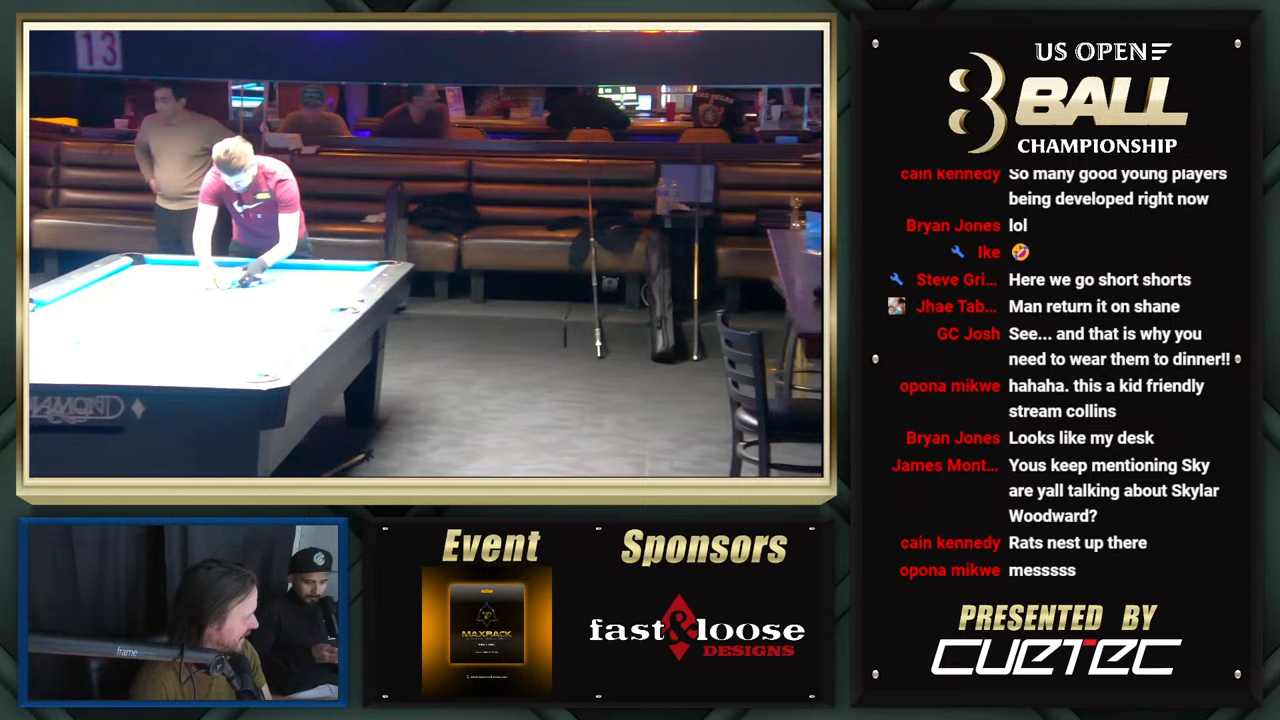 13
LAS VEGAS
DIAMOND
US OPEN
8 BALL
CHAMPIONSHIP
cain kennedy So many good young players
being developed right now
Bryan Jones lol
Ike 🤣
Steve Gri... Here we go short shorts
Jhae Tab... Man return it on shane
GC Josh See... and that is why you
need to wear them to dinner!!
opona mikwe hahaha. this a kid friendly
stream collins
Bryan Jones Looks like my desk
James Mont... Yous keep mentioning Sky
are yall talking about Skylar
Woodward?
cain kennedy Rats nest up there
opona mikwe messsss
frame
Event Sponsors
MAXRACK
fast & loose
DESIGNS
PRESENTED BY
CUETEC